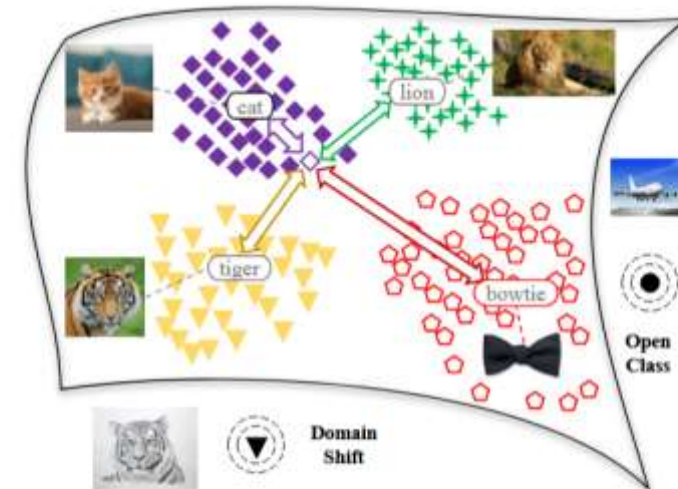 cat
lion
tiger
bowtie
Open
Class
Domain
Shift